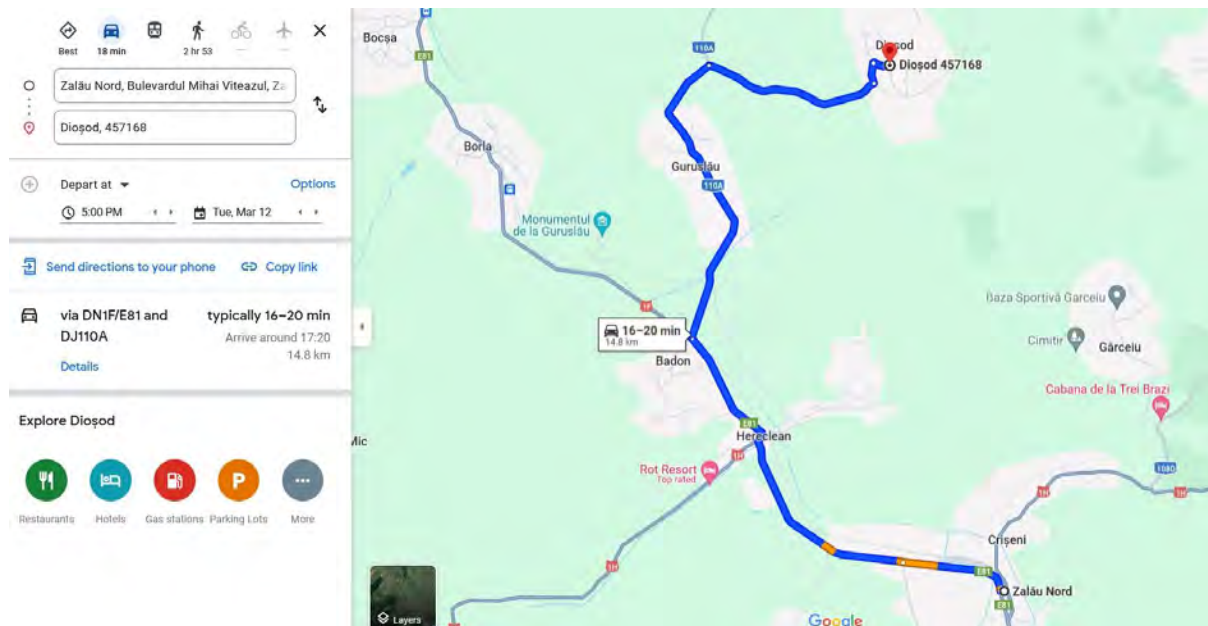 Best
18 min
2 hr 53
Zalău Nord, Bulevardul Mihai Viteazul, Za
Dioșod, 457168
Depart at
Options
5:00 PM
Tue, Mar 12
Send directions to your phone
Copy link
via DN1F/E81 and
DJ110A
typically 16–20 min
Arrive around 17:20
14.8 km
Details
Explore Dioșod
Restaurants
Hotels
Gas stations
Parking Lots
More
Bocșa
E81
110A
Dioșod
Dioșod 457168
Borla
Guruslău
110A
Monumentul
de la Guruslău
1F
16–20 min
14.8 km
Badon
Baza Sportivă Garceiu
Cimitir
Gârceiu
Cabana de la Trei Brazi
E81
Hereclean
Mic
1H
Rot Resort
Top rated
108D
1H
1H
1H
Crișeni
E81
Zalău Nord
E81
1H
Layers
Google